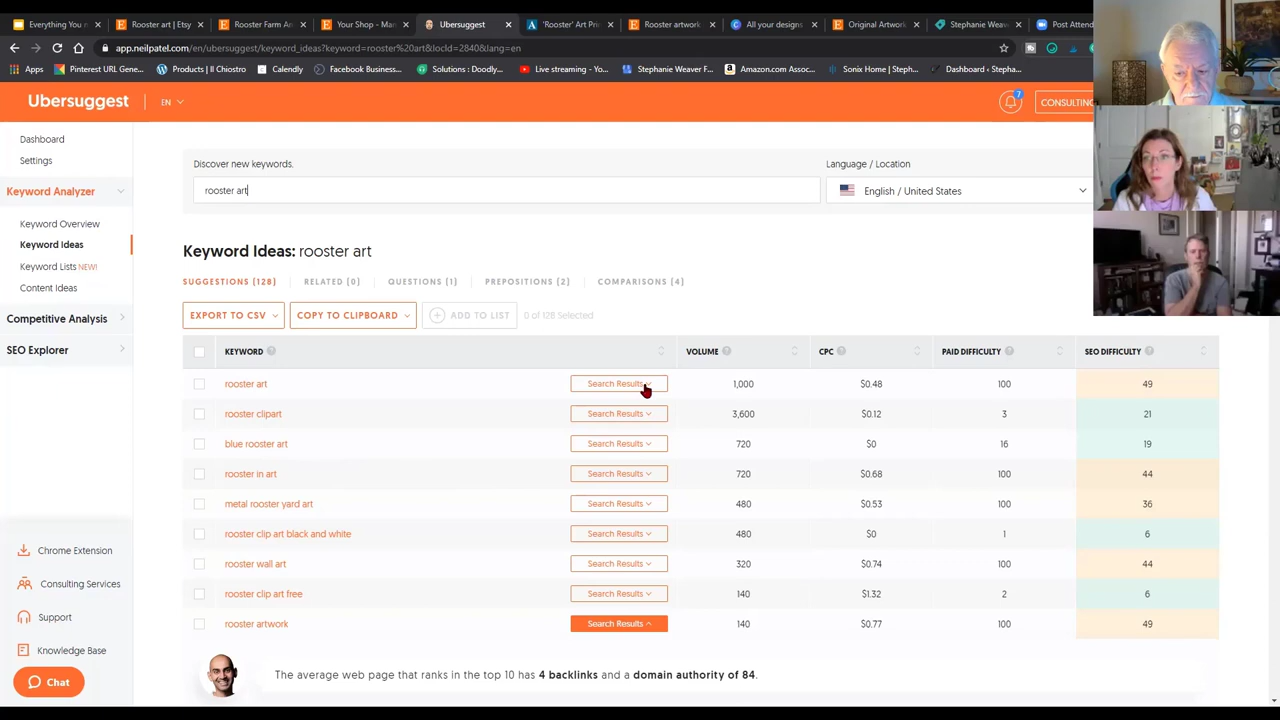 Everything You n
Rooster art | Etsy
Rooster Farm An
Your Shop - Ma
Ubersuggest
'Rooster' Art Pri
Rooster artwork
All your designs
Original Artwork
Stephanie Weav
Post Attend
app.neilpatel.com/en/ubersuggest/keyword_ideas?keyword=rooster%20art&locId=2840&lang=en
Apps
Pinterest URL Gene...
Products | Il Chiostro
Calendly
Facebook Business...
Solutions : Doodly...
Live streaming - Yo...
Stephanie Weaver F...
Amazon.com Assoc...
Sonix Home | Steph...
Dashboard ‹ Stepha...
Ubersuggest
EN
7
CONSULTING
Dashboard
Settings
Keyword Analyzer
Keyword Overview
Keyword Ideas
Keyword Lists NEW!
Content Ideas
Competitive Analysis
SEO Explorer
Chrome Extension
Consulting Services
Support
Knowledge Base
Chat
Discover new keywords.
Language / Location
rooster art
English / United States
Keyword Ideas: rooster art
SUGGESTIONS (128)
RELATED (0)
QUESTIONS (1)
PREPOSITIONS (2)
COMPARISONS (4)
EXPORT TO CSV
COPY TO CLIPBOARD
ADD TO LIST
0 of 128 Selected
KEYWORD ? VOLUME ? CPC ? PAID DIFFICULTY ? SEO DIFFICULTY ?
rooster art Search Results 1,000 $0.48 100 49
rooster clipart Search Results 3,600 $0.12 3 21
blue rooster art Search Results 720 $0 16 19
rooster in art Search Results 720 $0.68 100 44
metal rooster yard art Search Results 480 $0.53 100 36
rooster clip art black and white Search Results 480 $0 1 6
rooster wall art Search Results 320 $0.74 100 44
rooster clip art free Search Results 140 $1.32 2 6
rooster artwork Search Results 140 $0.77 100 49
The average web page that ranks in the top 10 has 4 backlinks and a domain authority of 84.